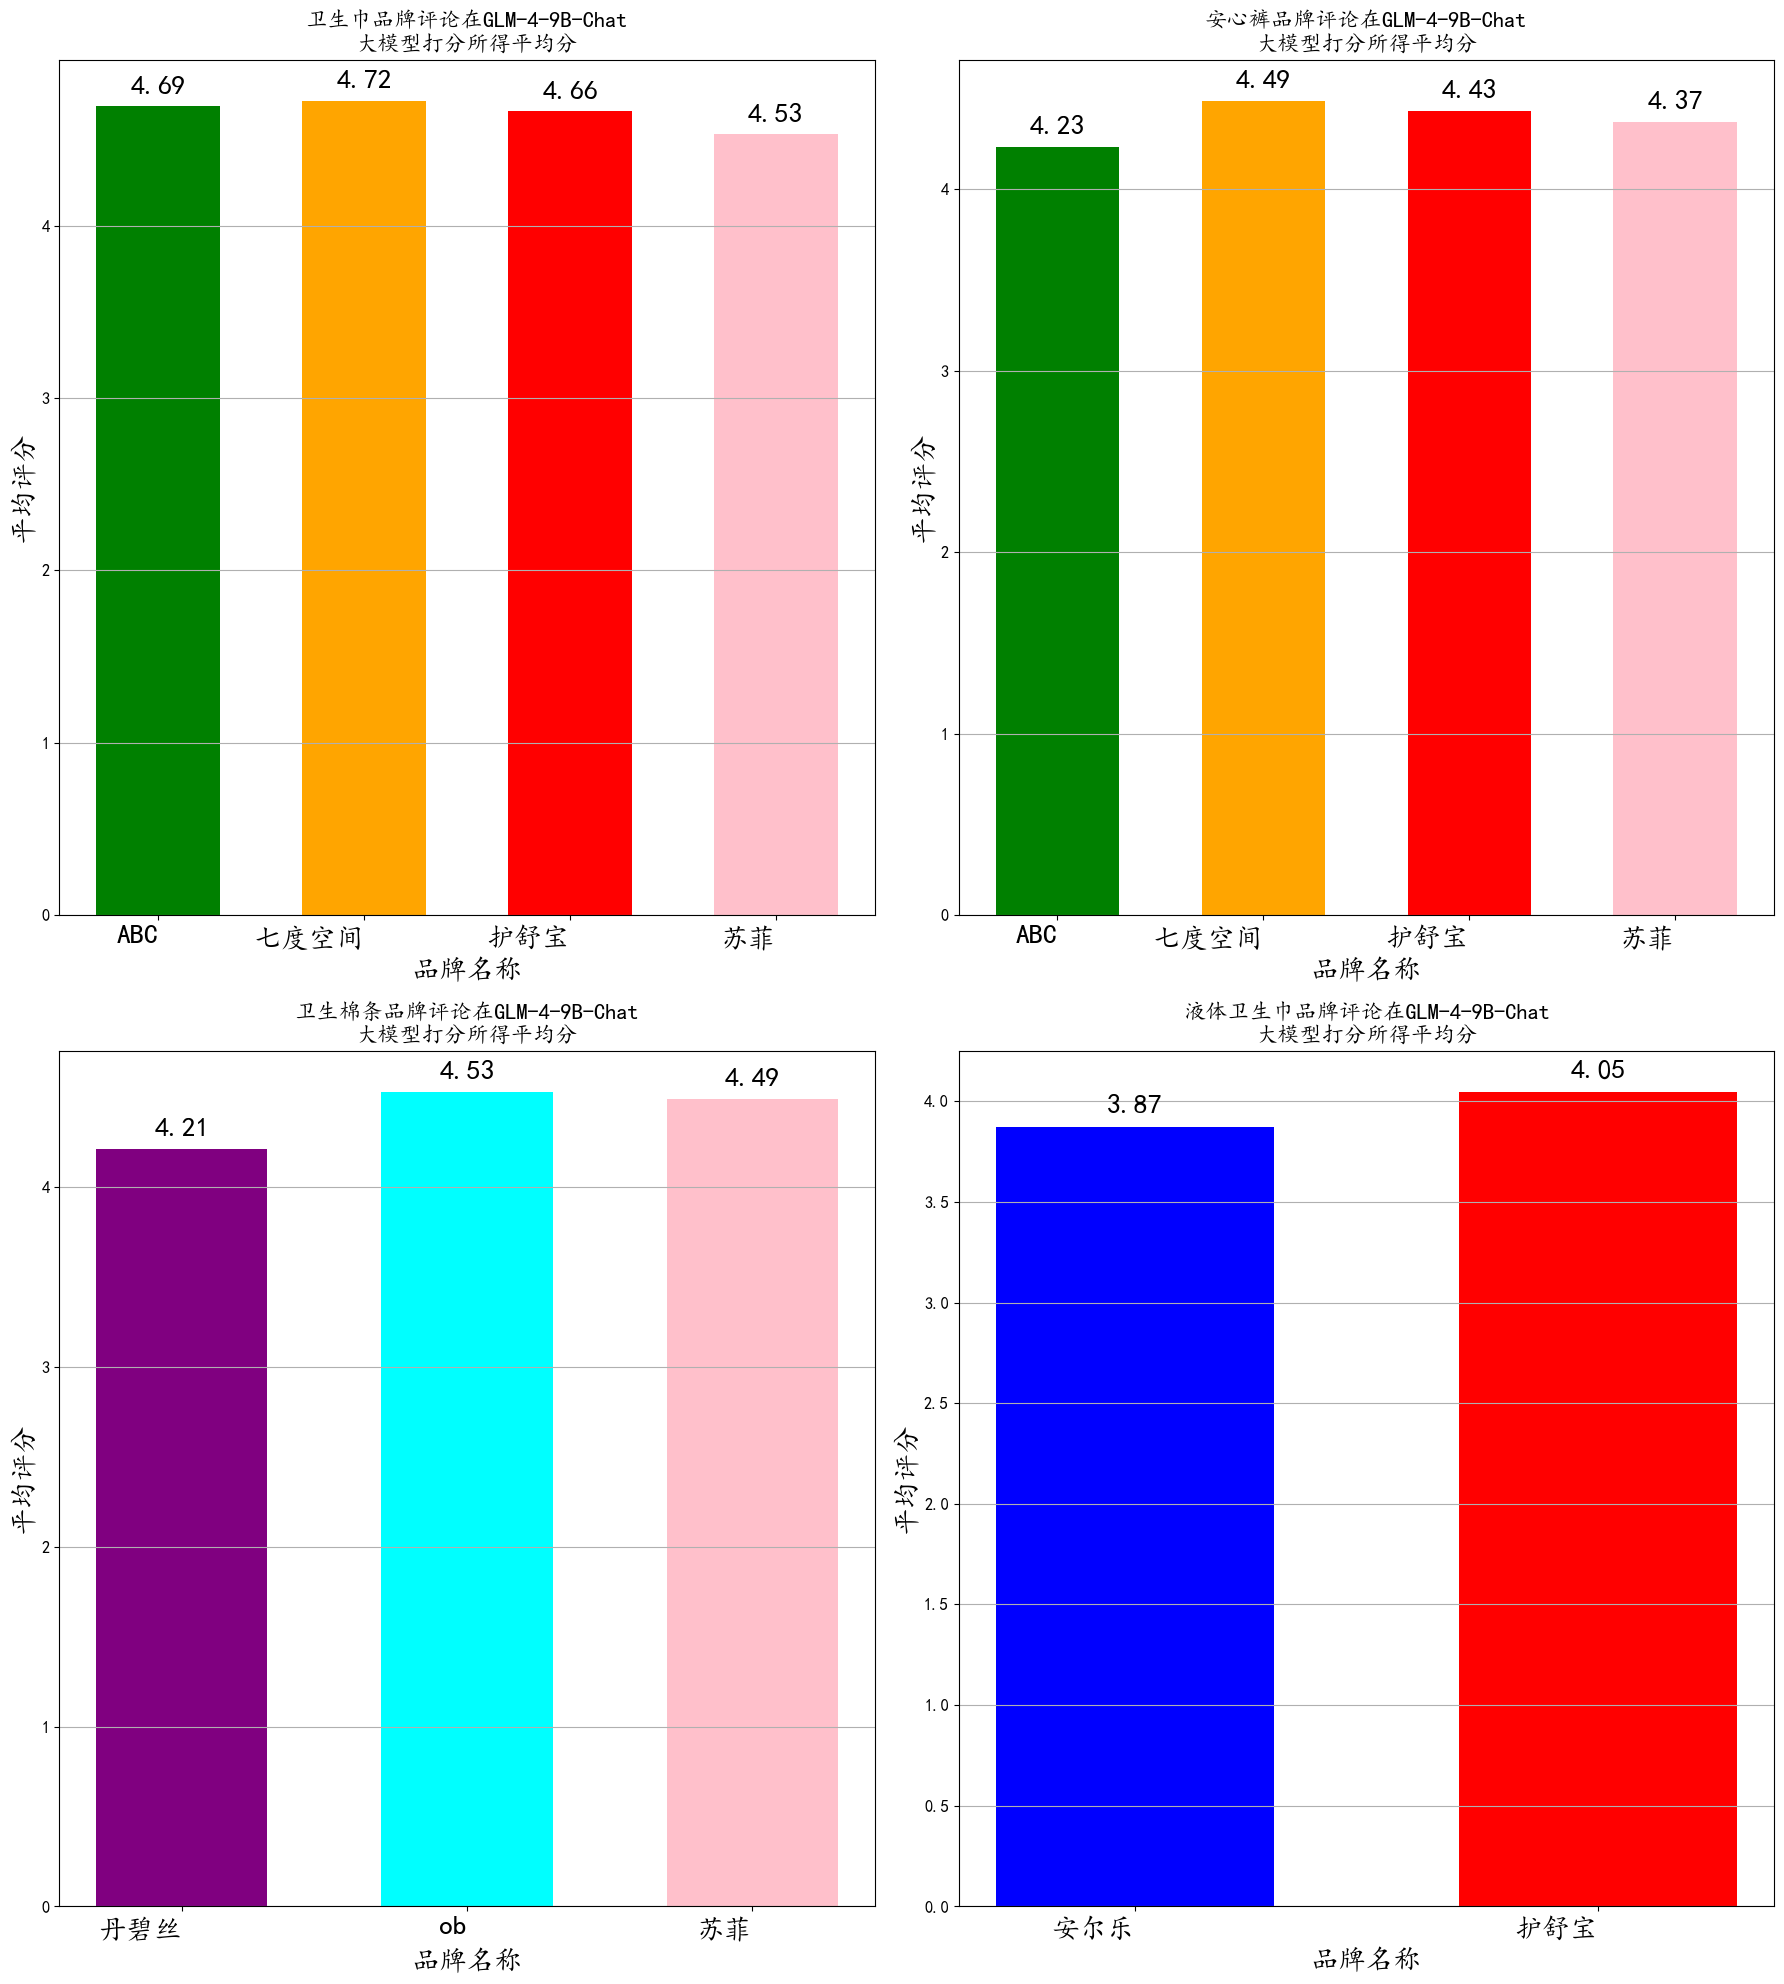 卫生巾品牌评论在GLM-4-9B-Chat
大模型打分所得平均分
4.69
4.72
4.66
4.53
4
3
2
1
0
平均评分
ABC
七度空间
护舒宝
苏菲
品牌名称
安心裤品牌评论在GLM-4-9B-Chat
大模型打分所得平均分
4.23
4.49
4.43
4.37
4
3
2
1
0
平均评分
ABC
七度空间
护舒宝
苏菲
品牌名称
卫生棉条品牌评论在GLM-4-9B-Chat
大模型打分所得平均分
4.21
4.53
4.49
4
3
2
1
0
平均评分
丹碧丝
ob
苏菲
品牌名称
液体卫生巾品牌评论在GLM-4-9B-Chat
大模型打分所得平均分
3.87
4.05
4.0
3.5
3.0
2.5
2.0
1.5
1.0
0.5
0.0
平均评分
安尔乐
护舒宝
品牌名称